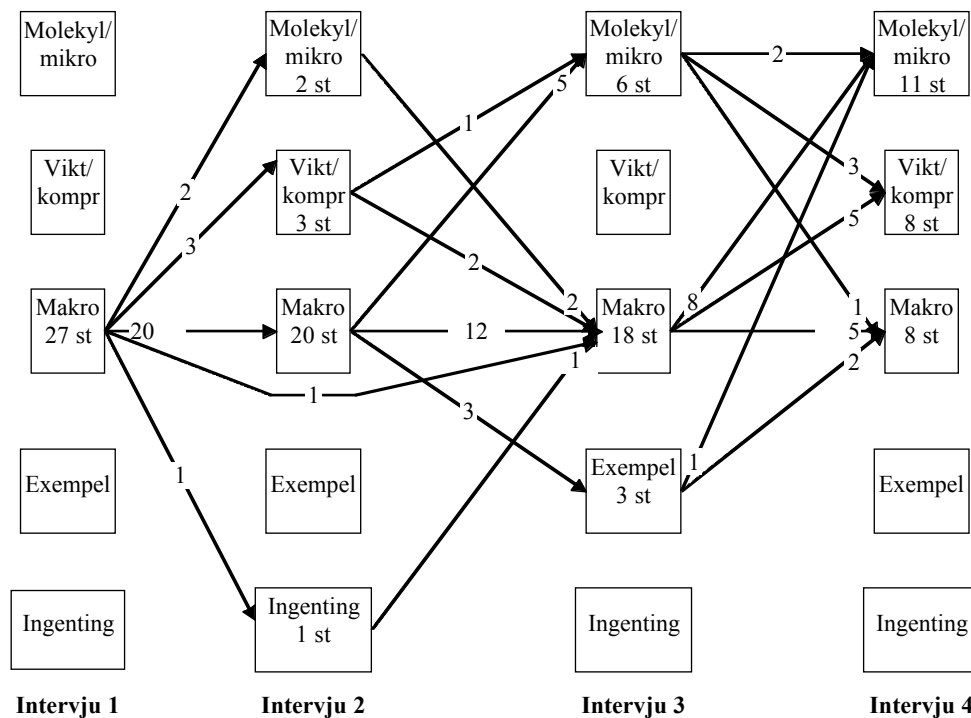 Molekyl/
mikro
Molekyl/
mikro
2 st
Molekyl/
mikro
6 st
Molekyl/
mikro
11 st
2
5
1
Vikt/
kompr
Vikt/
kompr
3 st
Vikt/
kompr
Vikt/
kompr
8 st
2
3
5
3
2
Makro
27 st
Makro
20 st
Makro
18 st
Makro
8 st
20
12
2
8
1
5
1
2
1
3
1
1
Exempel
Exempel
Exempel
3 st
Exempel
Ingenting
Ingenting
1 st
Ingenting
Ingenting
Intervju 1
Intervju 2
Intervju 3
Intervju 4